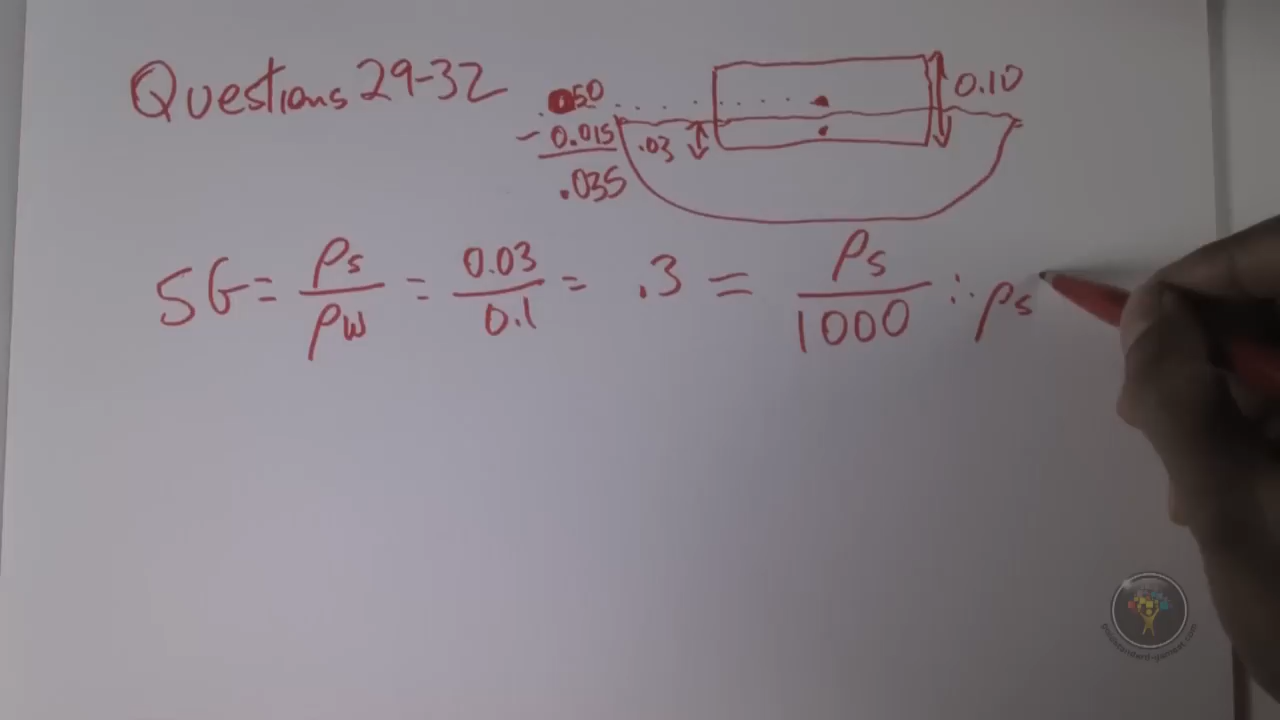 Questions 29-32
.050
0.10
- 0.015
.03
.035
SG = ρs/ρw = 0.03/0.1 = .3 = ρs/1000 ∴ ρs